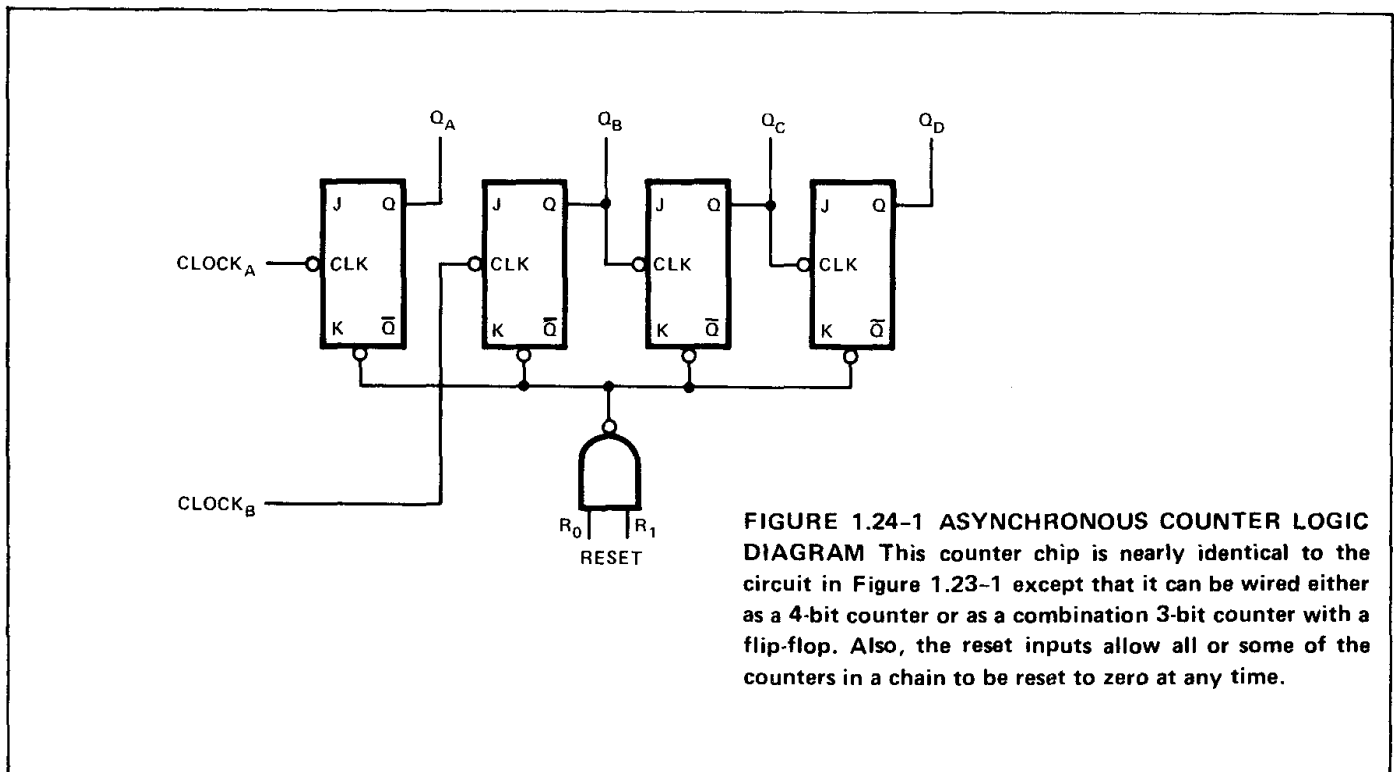 Q_A Q_B Q_C Q_D
J Q J Q J Q J Q
CLOCK_A CLK CLK CLK CLK
K Q̅ K Q̅ K Q̅ K Q̅
CLOCK_B
R_0 R_1
RESET
FIGURE 1.24-1 ASYNCHRONOUS COUNTER LOGIC
DIAGRAM This counter chip is nearly identical to the
circuit in Figure 1.23-1 except that it can be wired either
as a 4-bit counter or as a combination 3-bit counter with a
flip-flop. Also, the reset inputs allow all or some of the
counters in a chain to be reset to zero at any time.